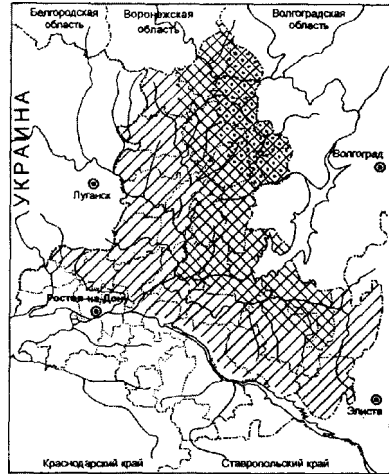 Белгородская
область
Воронежская
область
Волгоградская
область
УКРАИНА
Волгоград
Луганск
Ростов-на-Дону
Элиста
Краснодарский край
Ставропольский край